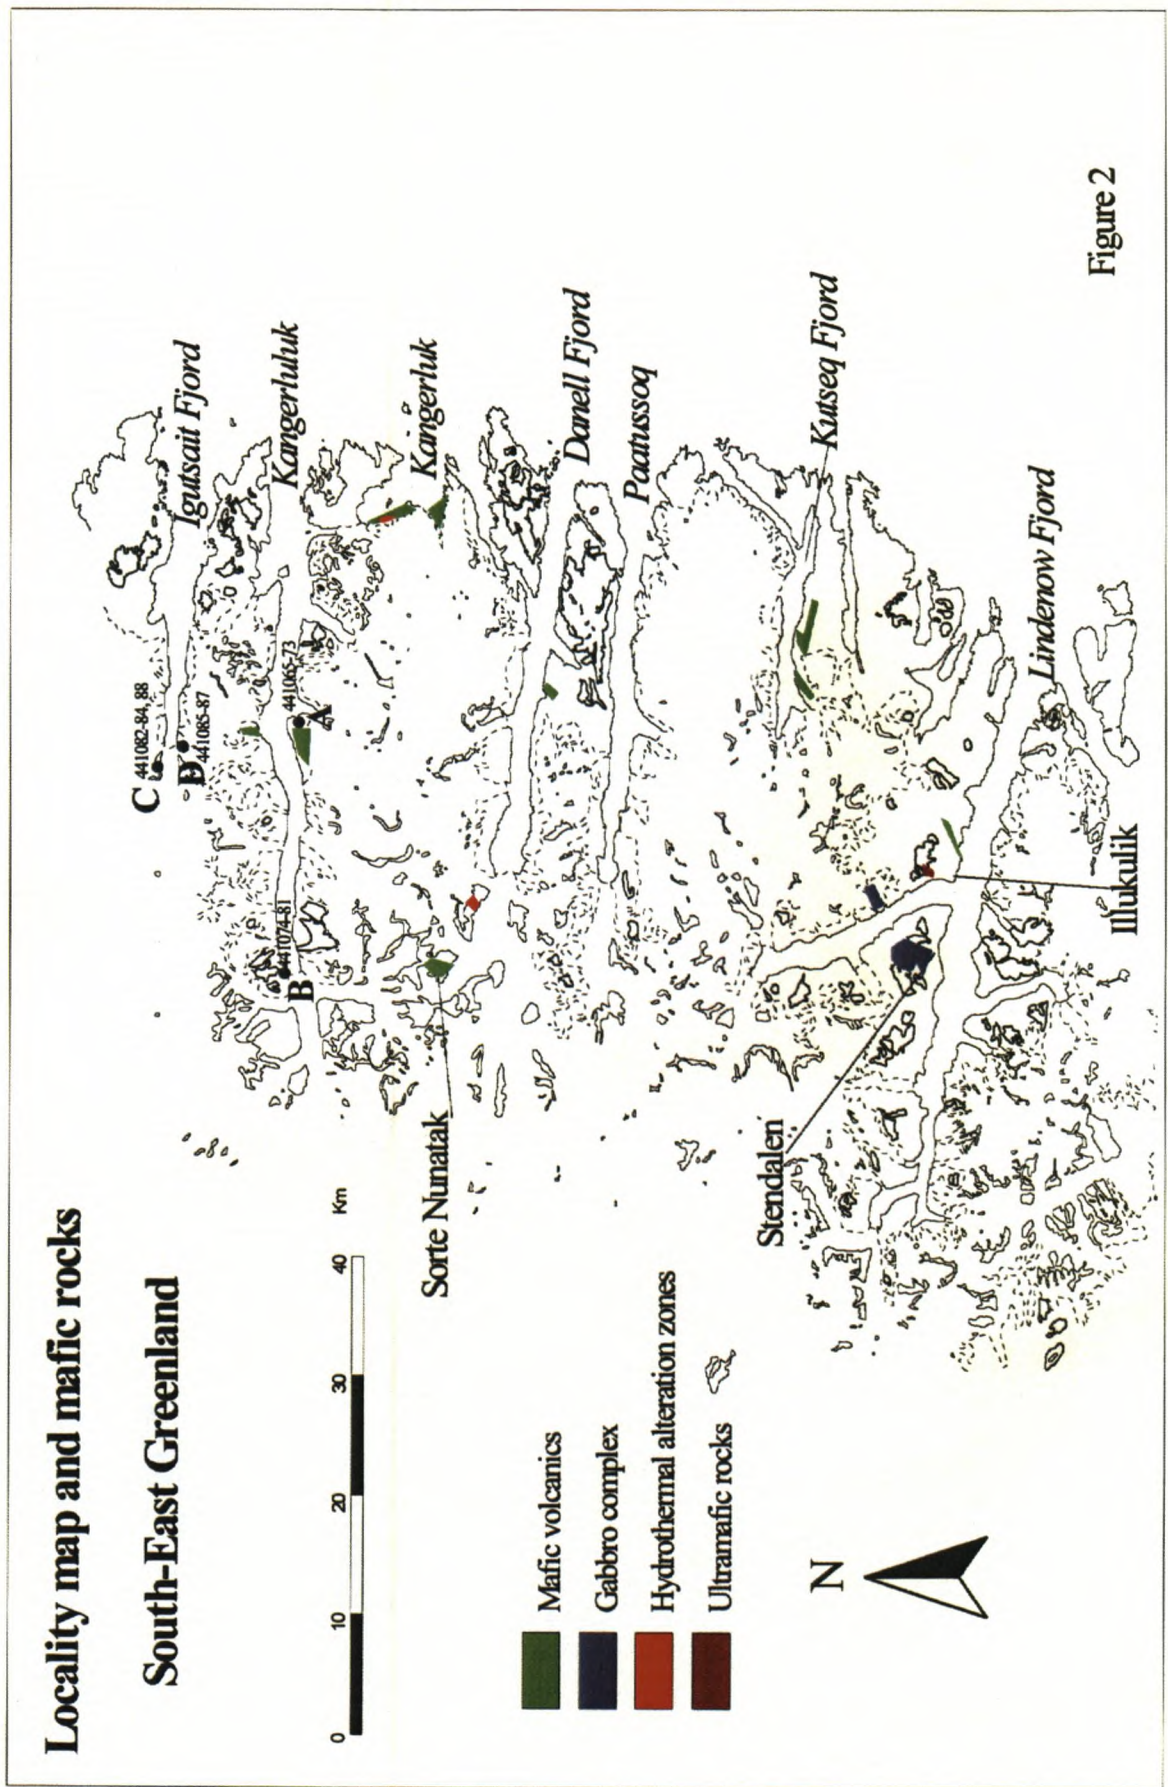 Locality map and mafic rocks
South-East Greenland
0 10 20 30 40 Km
Mafic volcanics
Gabbro complex
Hydrothermal alteration zones
Ultramafic rocks
N
C 441082-84, 88
D
441085-87
441065-73
A
441074-81
B
Igutsait Fjord
Kangerluluk
Kangerluk
Danell Fjord
Paatussoq
Kutseq Fjord
Lindenow Fjord
Sorte Nunatak
Stendalen
Illukulik
Figure 2